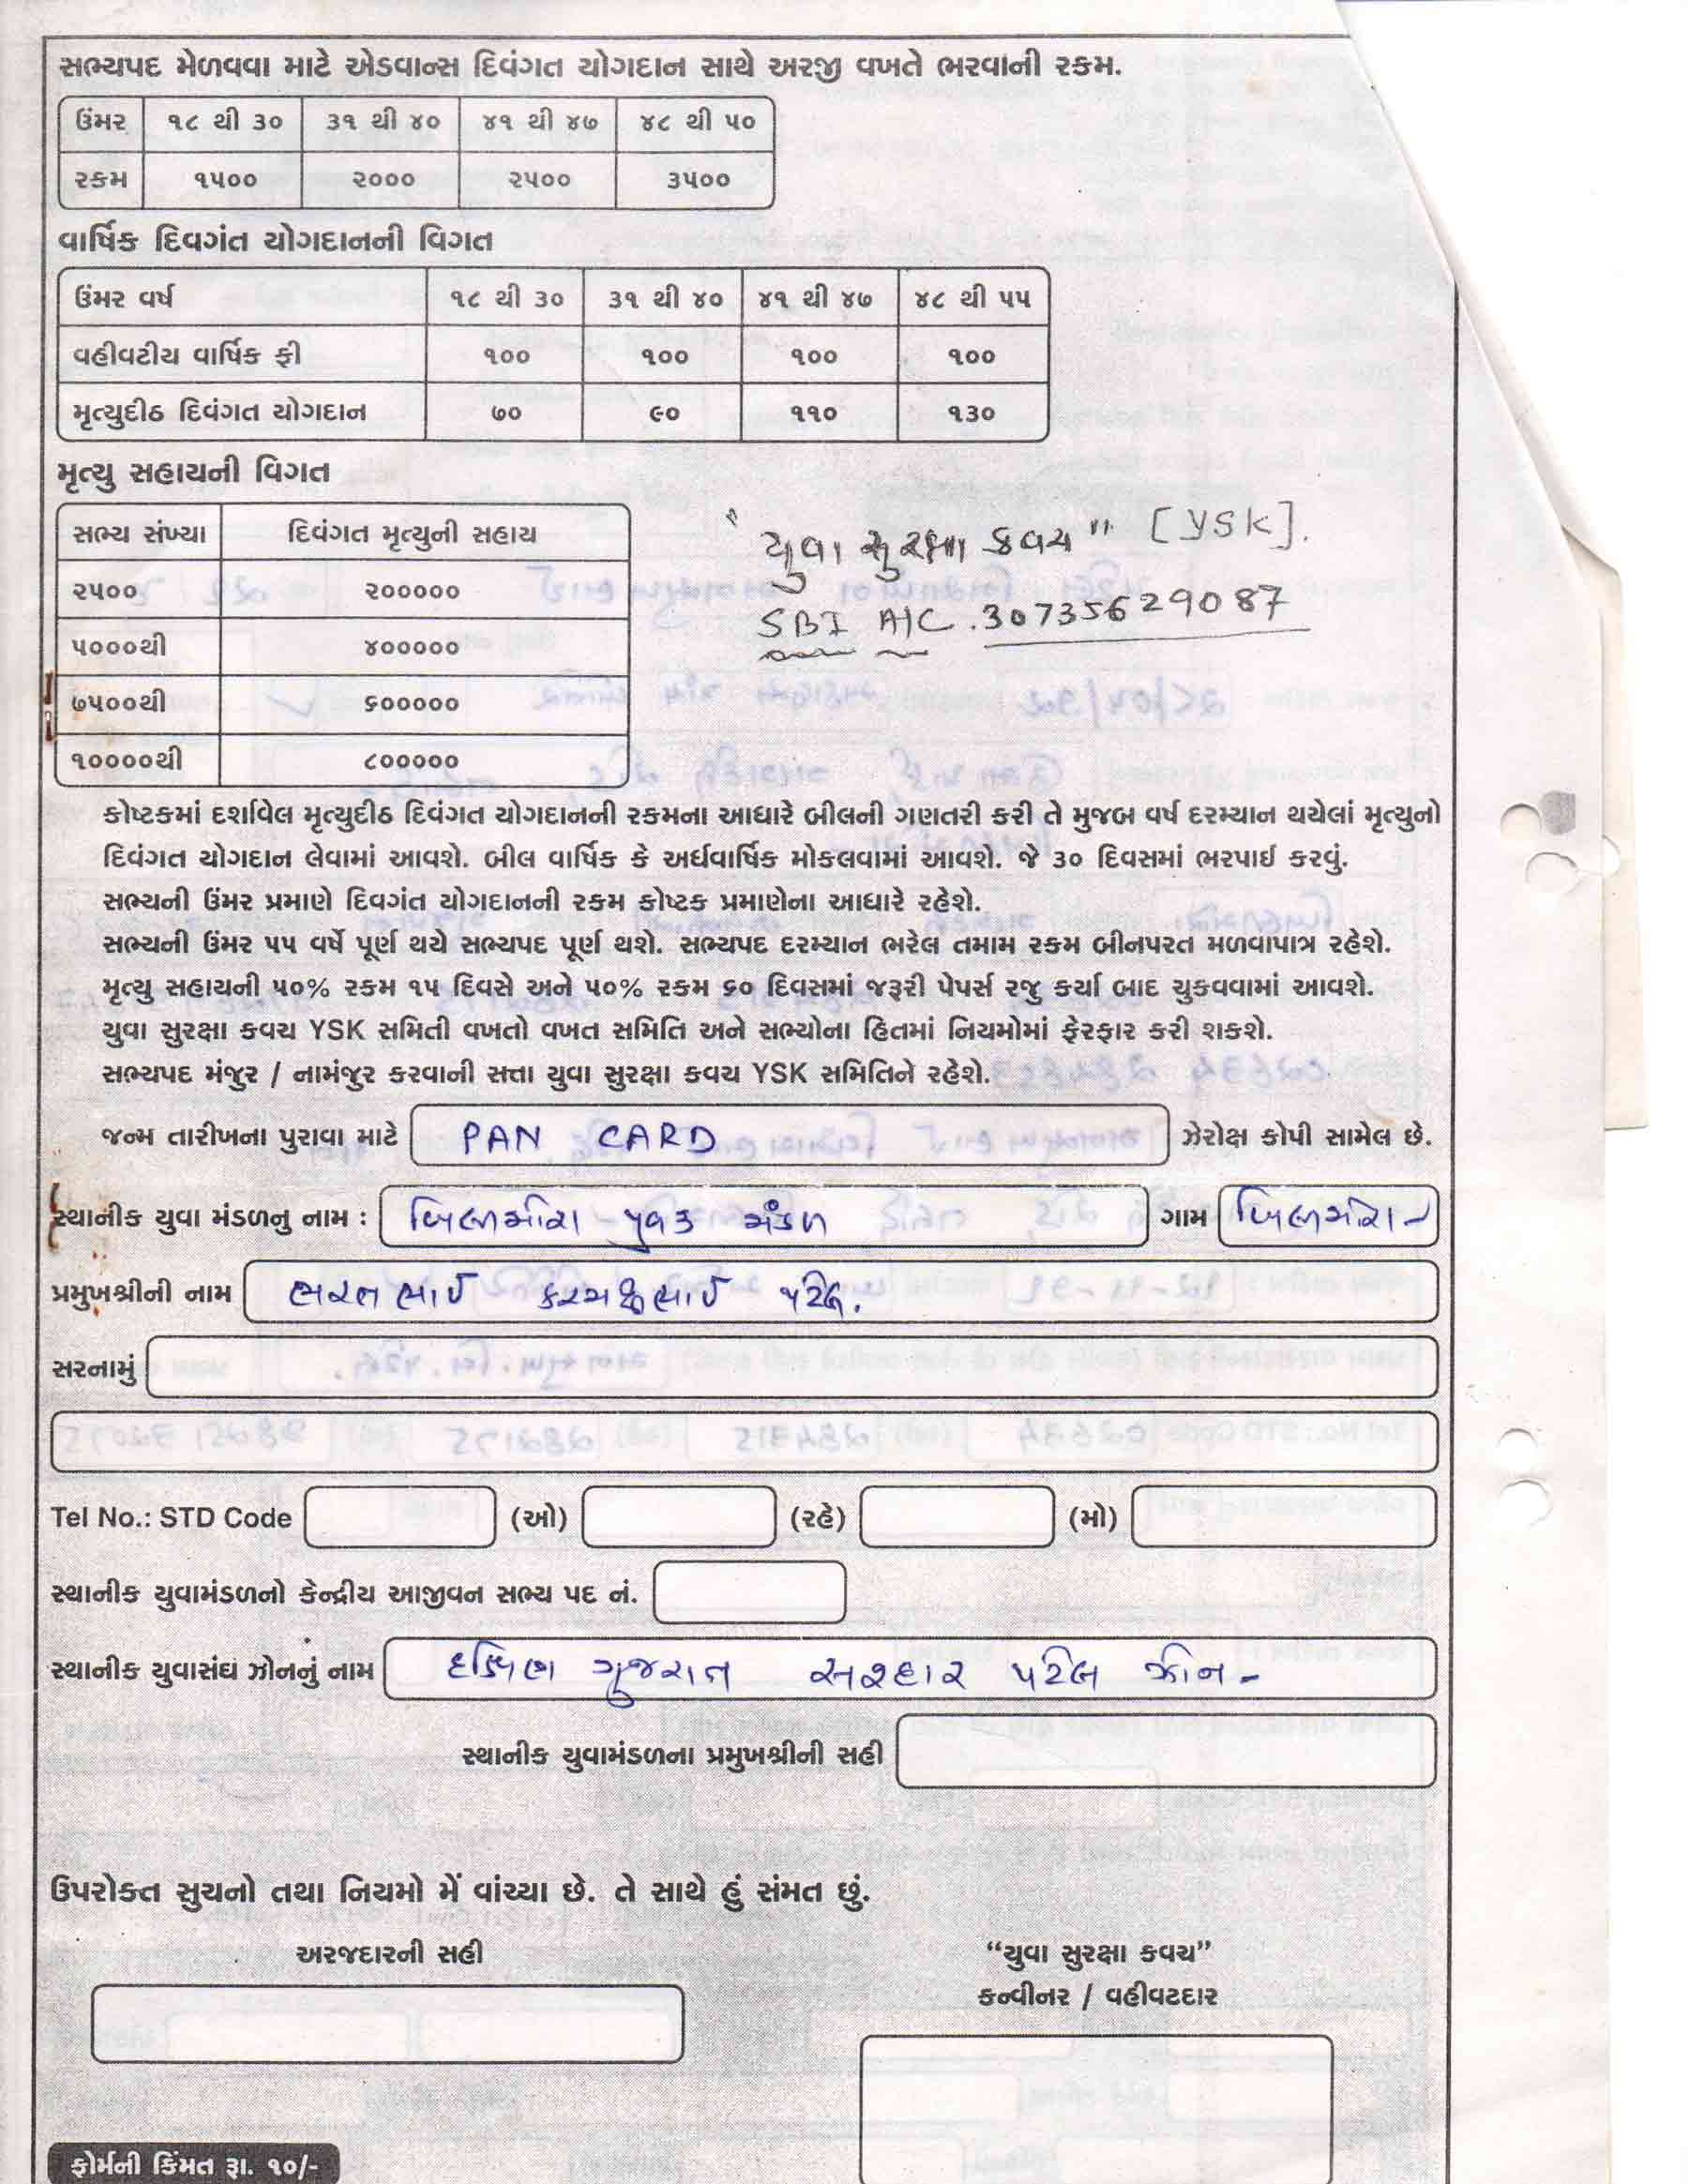 સભ્યપદ મેળવવા માટે એડવાન્સ દિવંગત યોગદાન સાથે અરજી વખતે ભરવાની રકમ.
ઉંમર ૧૮ થી ૩૦ ૩૧ થી ૪૦ ૪૧ થી ૪૭ ૪૮ થી ૫૦
રકમ ૧૫૦૦ ૨૦૦૦ ૨૫૦૦ ૩૫૦૦
વાર્ષિક દિવગંત યોગદાનની વિગત
ઉંમર વર્ષ ૧૮ થી ૩૦ ૩૧ થી ૪૦ ૪૧ થી ૪૭ ૪૮ થી ૫૫
વહીવટીય વાર્ષિક ફી ૧૦૦ ૧૦૦ ૧૦૦ ૧૦૦
મૃત્યુદીઠ દિવંગત યોગદાન ૭૦ ૯૦ ૧૧૦ ૧૩૦
મૃત્યુ સહાયની વિગત
સભ્ય સંખ્યા દિવંગત મૃત્યુની સહાય
૨૫૦૦ ૨૦૦૦૦૦
૫૦૦૦થી ૪૦૦૦૦૦
૭૫૦૦થી ૬૦૦૦૦૦
૧૦૦૦૦થી ૮૦૦૦૦૦
"યુવા સુરક્ષા કવચ" [YSK].
SBI A/C. 30735629087
કોષ્ટકમાં દર્શાવેલ મૃત્યુદીઠ દિવંગત યોગદાનની રકમના આધારે બીલની ગણતરી કરી તે મુજબ વર્ષ દરમ્યાન થયેલાં મૃત્યુનો
દિવંગત યોગદાન લેવામાં આવશે. બીલ વાર્ષિક કે અર્ધવાર્ષિક મોકલવામાં આવશે. જે ૩૦ દિવસમાં ભરપાઈ કરવું.
સભ્યની ઉંમર પ્રમાણે દિવગંત યોગદાનની રકમ કોષ્ટક પ્રમાણેના આધારે રહેશે.
સભ્યની ઉંમર ૫૫ વર્ષે પૂર્ણ થયે સભ્યપદ પૂર્ણ થશે. સભ્યપદ દરમ્યાન ભરેલ તમામ રકમ બીનપરત મળવાપાત્ર રહેશે.
મૃત્યુ સહાયની ૫૦% રકમ ૧૫ દિવસે અને ૫૦% રકમ ૬૦ દિવસમાં જરૂરી પેપર્સ રજુ કર્યા બાદ ચુકવવામાં આવશે.
યુવા સુરક્ષા કવચ YSK સમિતી વખતો વખત સમિતિ અને સભ્યોના હિતમાં નિયમોમાં ફેરફાર કરી શકશે.
સભ્યપદ મંજુર / નામંજુર કરવાની સત્તા યુવા સુરક્ષા કવચ YSK સમિતિને રહેશે.
જન્મ તારીખના પુરાવા માટે PAN CARD ઝેરોક્ષ કોપી સામેલ છે.
સ્થાનીક યુવા મંડળનુ નામ : બિલીમોરા યુવક મંડળ ગામ બિલીમોરા-
પ્રમુખશ્રીની નામ ભરતભાઈ કરમશીભાઈ પટેલ.
સરનામું
Tel No.: STD Code (ઓ) (રહે) (મો)
સ્થાનીક યુવામંડળનો કેન્દ્રીય આજીવન સભ્ય પદ નં.
સ્થાનીક યુવાસંઘ ઝોનનું નામ દક્ષિણ ગુજરાત સરદાર પટેલ ઝોન-
સ્થાનીક યુવામંડળના પ્રમુખશ્રીની સહી
ઉપરોક્ત સુચનો તથા નિયમો મેં વાંચ્યા છે. તે સાથે હું સંમત છું.
અરજદારની સહી
"યુવા સુરક્ષા કવચ"
કન્વીનર / વહીવટદાર
ફોર્મની કિંમત રૂા. ૧૦/-